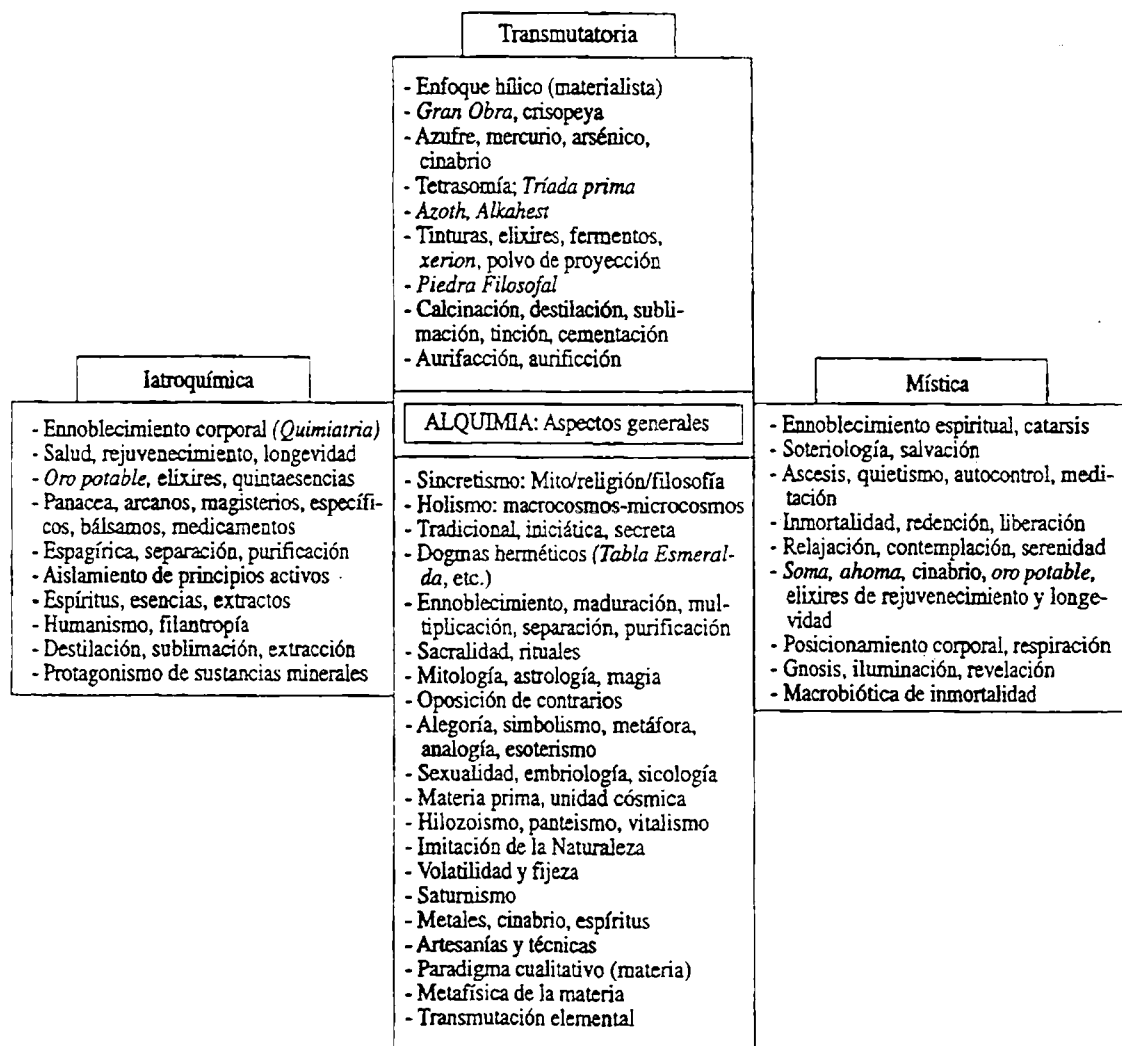 Transmutatoria
- Enfoque hílico (materialista)
- Gran Obra, crisopeya
- Azufre, mercurio, arsénico,
cinabrio
- Tetrasomía; Tríada prima
- Azoth, Alkahest
- Tinturas, elixires, fermentos,
xerion, polvo de proyección
- Piedra Filosofal
- Calcinación, destilación, subli-
mación, tinción, cementación
- Aurifacción, aurificción
Iatroquímica
- Ennoblecimiento corporal (Quimiatria)
- Salud, rejuvenecimiento, longevidad
- Oro potable, elixires, quintaesencias
- Panacea, arcanos, magisterios, específi-
cos, bálsamos, medicamentos
- Espagírica, separación, purificación
- Aislamiento de principios activos
- Espíritus, esencias, extractos
- Humanismo, filantropía
- Destilación, sublimación, extracción
- Protagonismo de sustancias minerales
ALQUIMIA: Aspectos generales
- Sincretismo: Mito/religión/filosofía
- Holismo: macrocosmos-microcosmos
- Tradicional, iniciática, secreta
- Dogmas herméticos (Tabla Esmeral-
da, etc.)
- Ennoblecimiento, maduración, mul-
tiplicación, separación, purificación
- Sacralidad, rituales
- Mitología, astrología, magia
- Oposición de contrarios
- Alegoría, simbolismo, metáfora,
analogía, esoterismo
- Sexualidad, embriología, sicología
- Materia prima, unidad cósmica
- Hilozoismo, panteismo, vitalismo
- Imitación de la Naturaleza
- Volatilidad y fijeza
- Saturnismo
- Metales, cinabrio, espíritus
- Artesanías y técnicas
- Paradigma cualitativo (materia)
- Metafísica de la materia
- Transmutación elemental
Mística
- Ennoblecimiento espiritual, catarsis
- Soteriología, salvación
- Ascesis, quietismo, autocontrol, medi-
tación
- Inmortalidad, redención, liberación
- Relajación, contemplación, serenidad
- Soma, ahoma, cinabrio, oro potable,
elixires de rejuvenecimiento y longe-
vidad
- Posicionamiento corporal, respiración
- Gnosis, iluminación, revelación
- Macrobiótica de inmortalidad